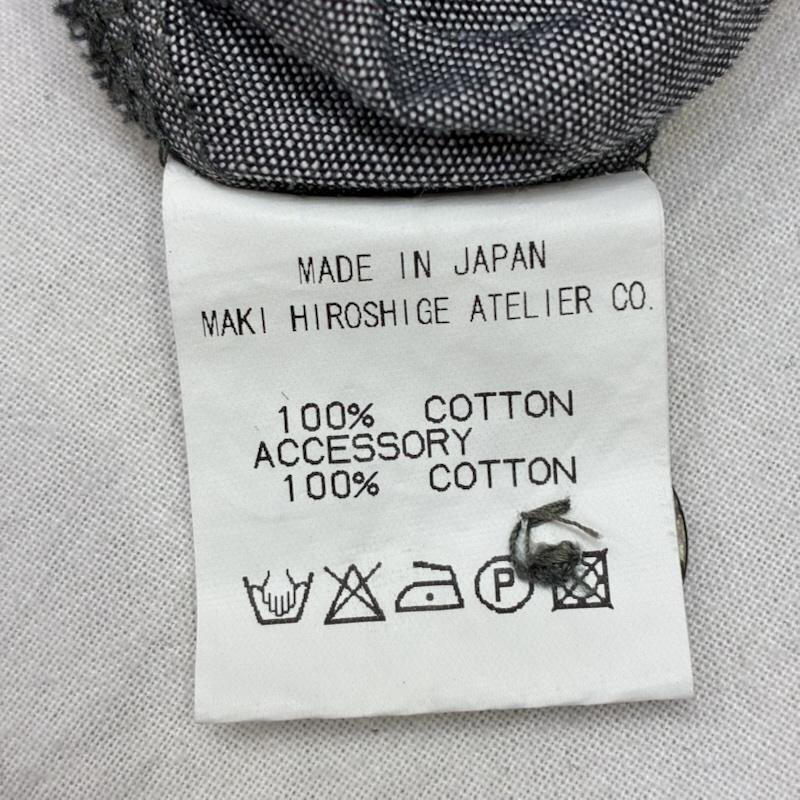 MADE IN JAPAN
MAKI HIROSHIGE ATELIER CO.
100% COTTON
ACCESSORY
100% COTTON
P